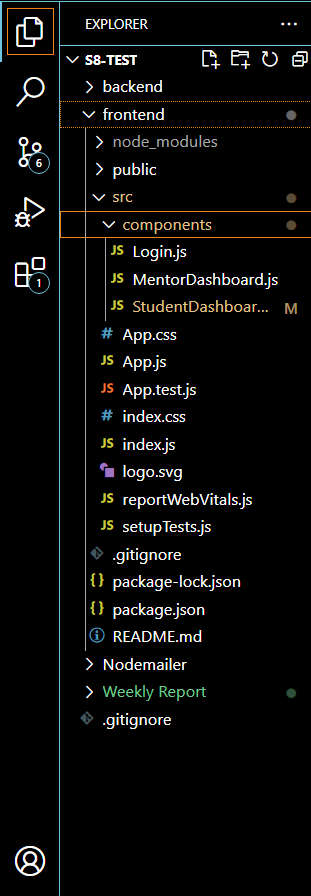 EXPLORER
S8-TEST
backend
frontend
node_modules
public
src
components
JS Login.js
JS MentorDashboard.js
JS StudentDashboar... M
# App.css
JS App.js
JS App.test.js
# index.css
JS index.js
logo.svg
JS reportWebVitals.js
JS setupTests.js
.gitignore
{} package-lock.json
{} package.json
README.md
Nodemailer
Weekly Report
.gitignore
6
1